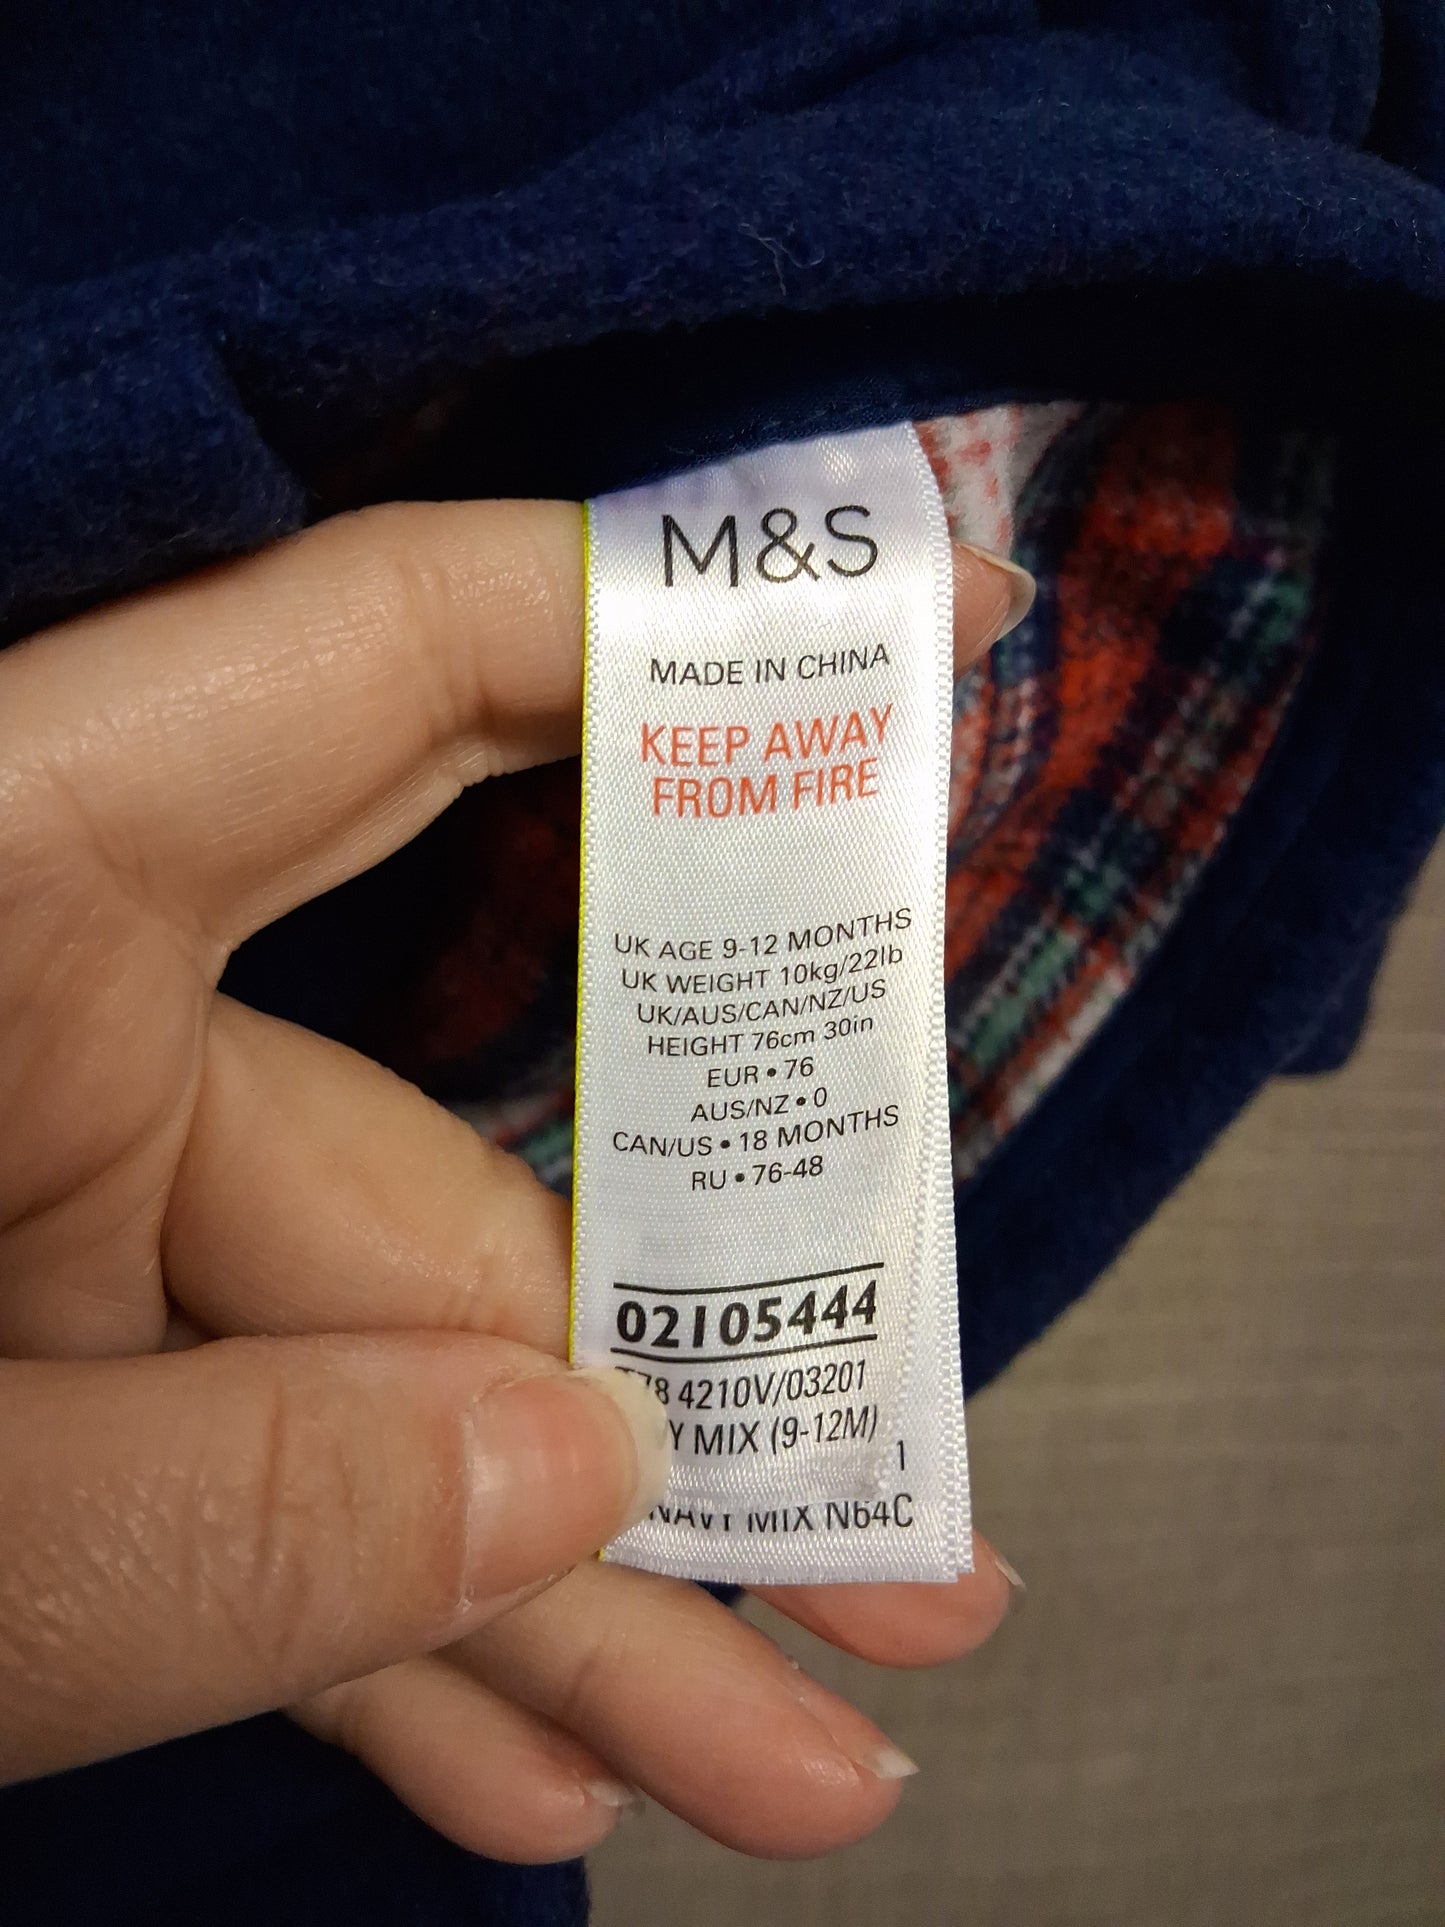 M&S
MADE IN CHINA
KEEP AWAY
FROM FIRE
UK AGE 9-12 MONTHS
UK WEIGHT 10kg/22lb
UK/AUS/CAN/NZ/US
HEIGHT 76cm 30in
EUR • 76
AUS/NZ • 0
CAN/US • 18 MONTHS
RU • 76-48
02105444
78 4210V/03201
Y MIX (9-12M)
1
NAVY MIX N64C